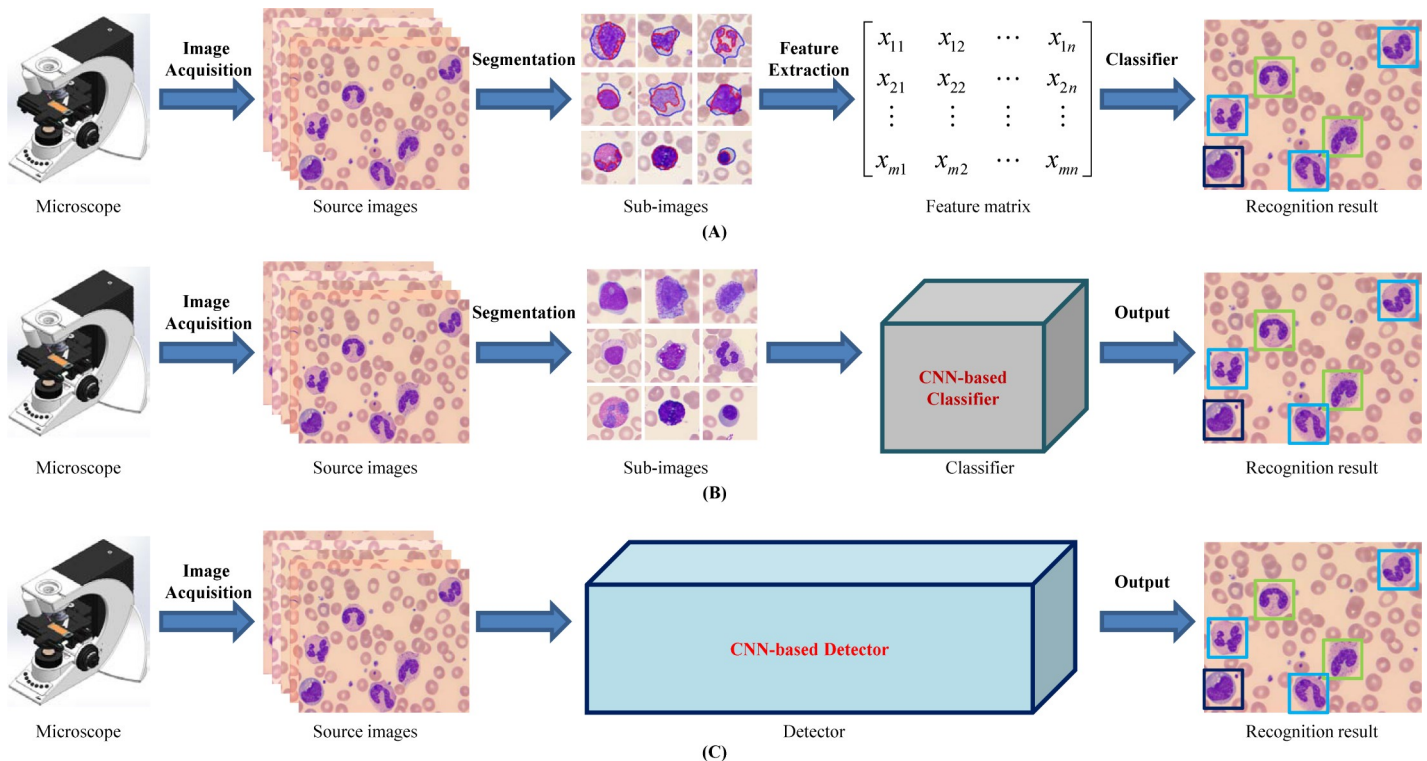 Image
Acquisition
Segmentation
Feature
Extraction
Classifier
x11 x12 ⋯ x1n
x21 x22 ⋯ x2n
⋮ ⋮ ⋮ ⋮
xm1 xm2 ⋯ xmn
Microscope
Source images
Sub-images
Feature matrix
Recognition result
(A)
Image
Acquisition
Segmentation
Output
CNN-based
Classifier
Microscope
Source images
Sub-images
Classifier
Recognition result
(B)
Image
Acquisition
Output
CNN-based Detector
Microscope
Source images
Detector
Recognition result
(C)